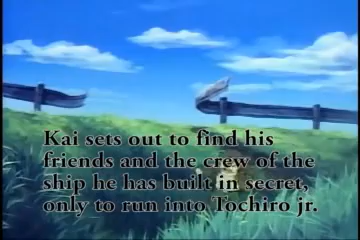 Kai sets out to find his
friends and the crew of the
ship he has built in secret,
only to run into Tochiro jr.